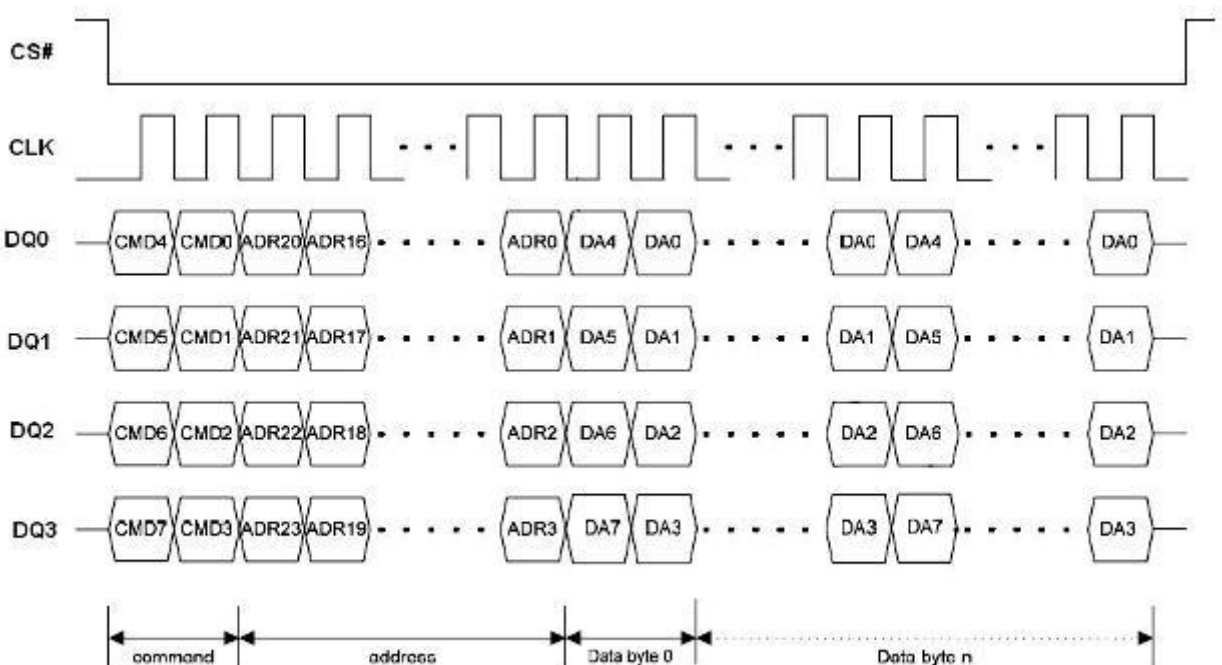 CS#
CLK
DQ0 CMD4 CMD0 ADR20 ADR16 ADR0 DA4 DA0 DA0 DA4 DA0
DQ1 CMD5 CMD1 ADR21 ADR17 ADR1 DA5 DA1 DA1 DA5 DA1
DQ2 CMD6 CMD2 ADR22 ADR18 ADR2 DA6 DA2 DA2 DA6 DA2
DQ3 CMD7 CMD3 ADR23 ADR19 ADR3 DA7 DA3 DA3 DA7 DA3
command address Data byte 0 Data byte n